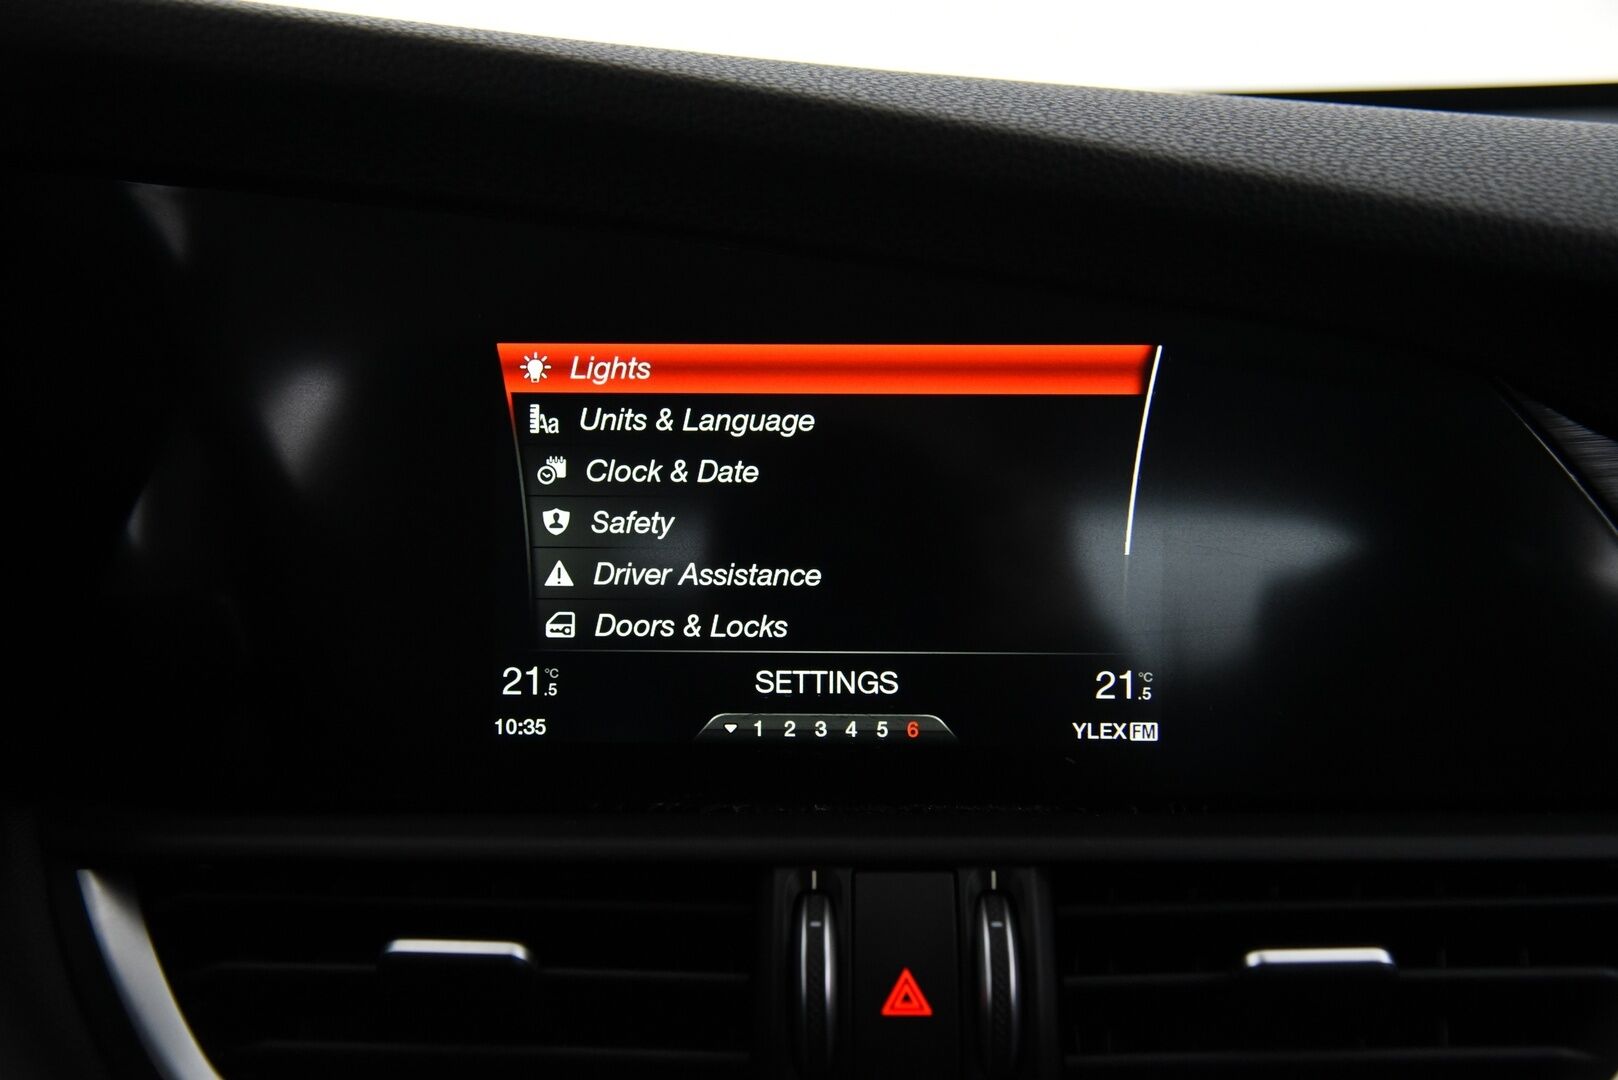 Lights
Aa Units & Language
Clock & Date
Safety
Driver Assistance
Doors & Locks
21.5 °C SETTINGS 21.5 °C
10:35 1 2 3 4 5 6 YLEX FM